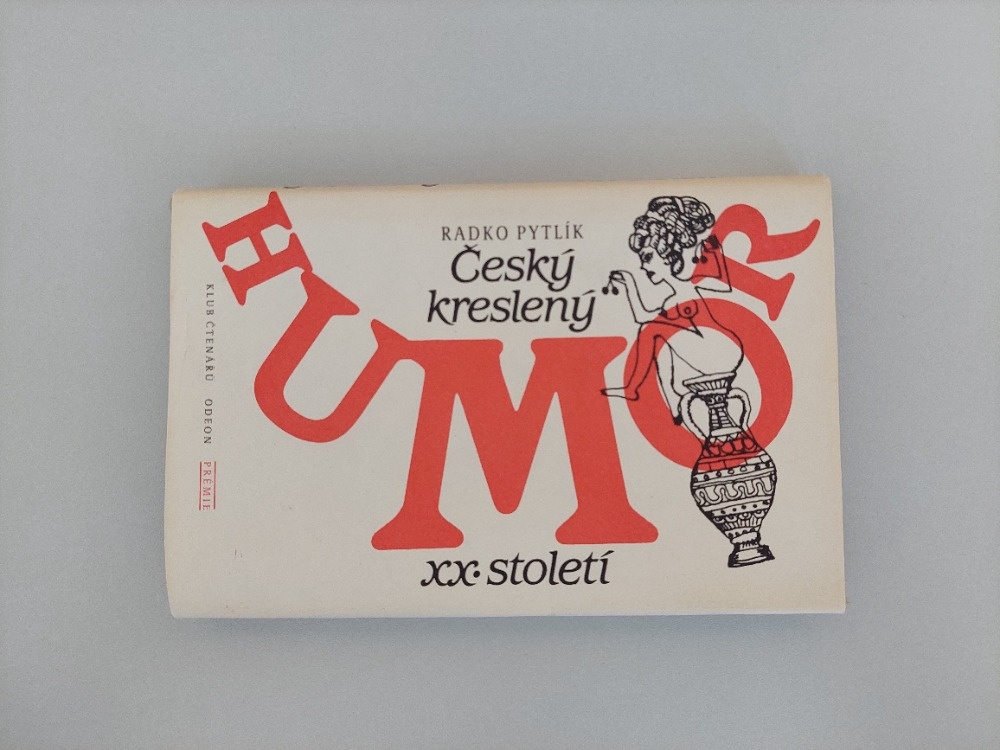 RADKO PYTLÍK
Český
kreslený
HUMOR
xx. století
KLUB ČTENÁŘŮ ODEON PRÉMIE